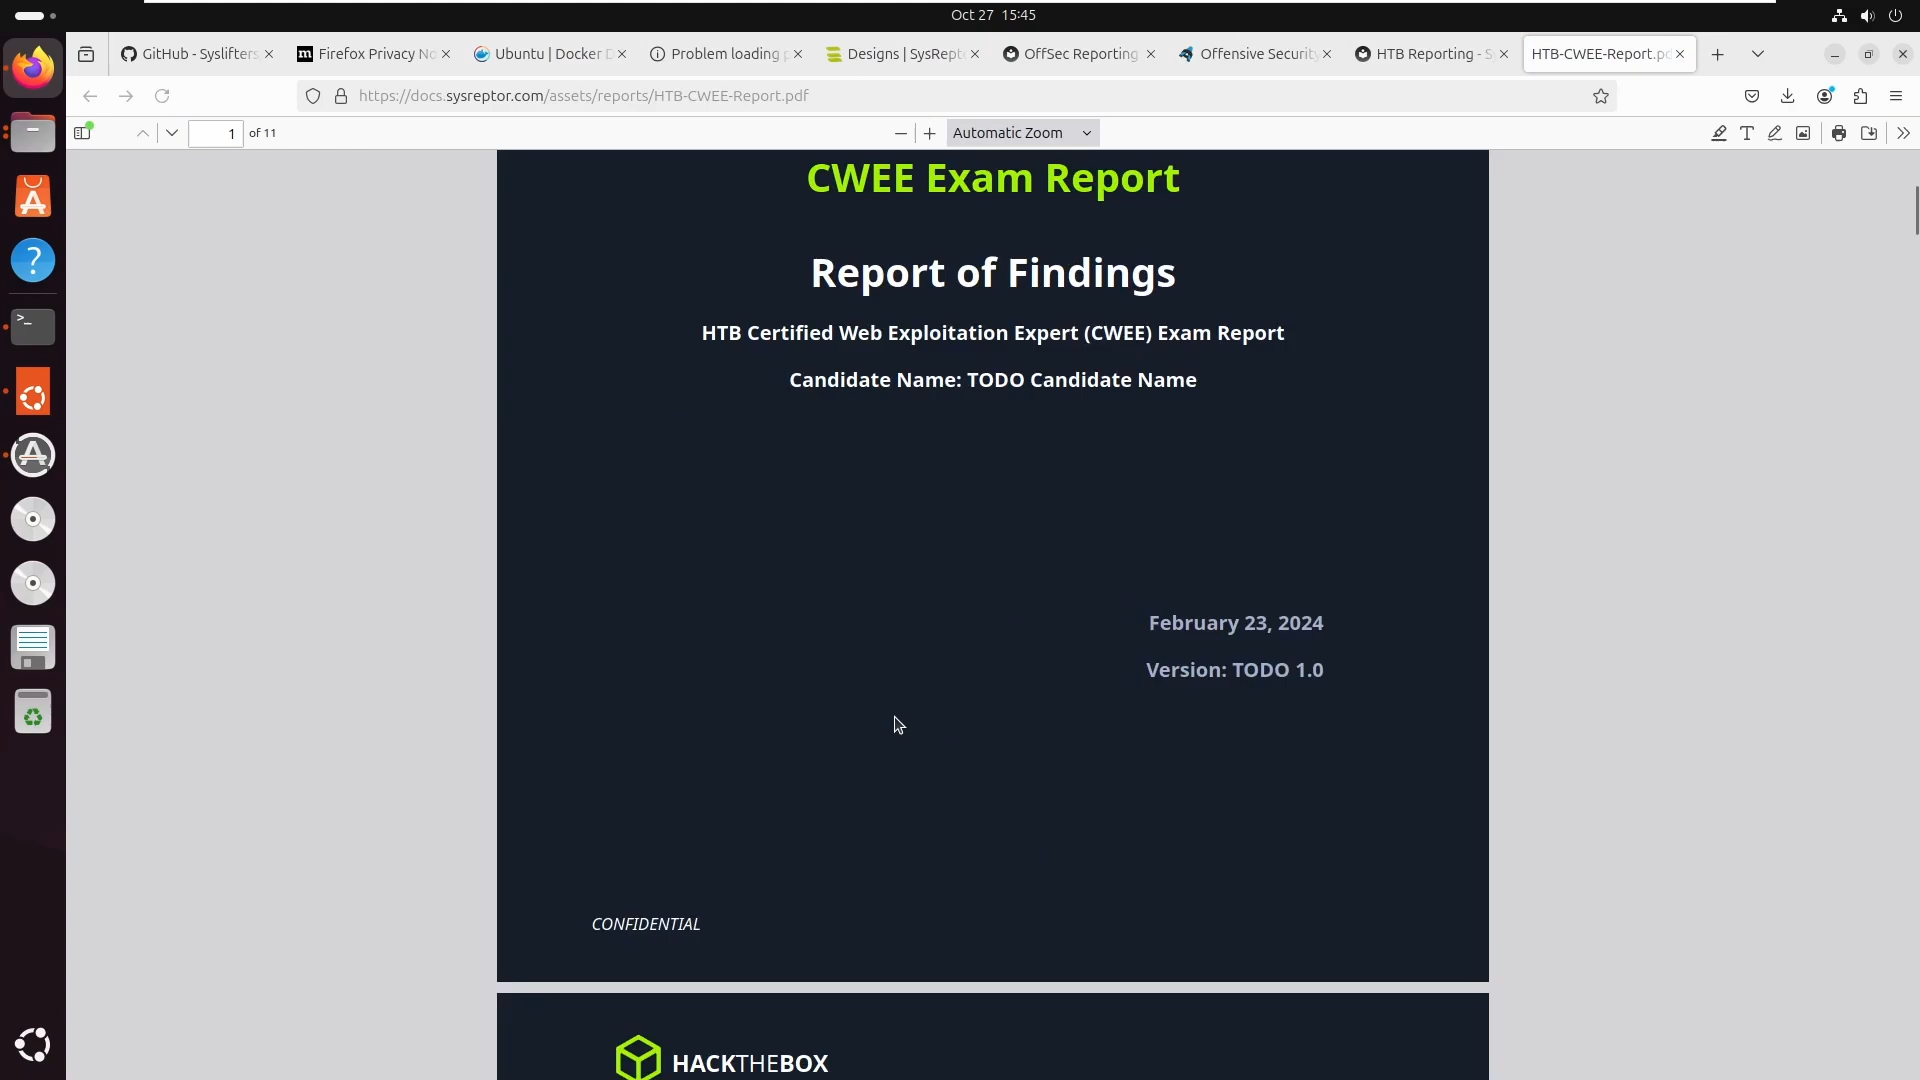 Oct 27 15:45
GitHub - Syslifters
Firefox Privacy No
Ubuntu | Docker D
Problem loading p
Designs | SysRepto
OffSec Reporting
Offensive Security
HTB Reporting - S
HTB-CWEE-Report.pd
https://docs.sysreptor.com/assets/reports/HTB-CWEE-Report.pdf
1 of 11
Automatic Zoom
CWEE Exam Report
Report of Findings
HTB Certified Web Exploitation Expert (CWEE) Exam Report
Candidate Name: TODO Candidate Name
February 23, 2024
Version: TODO 1.0
CONFIDENTIAL
HACKTHEBOX